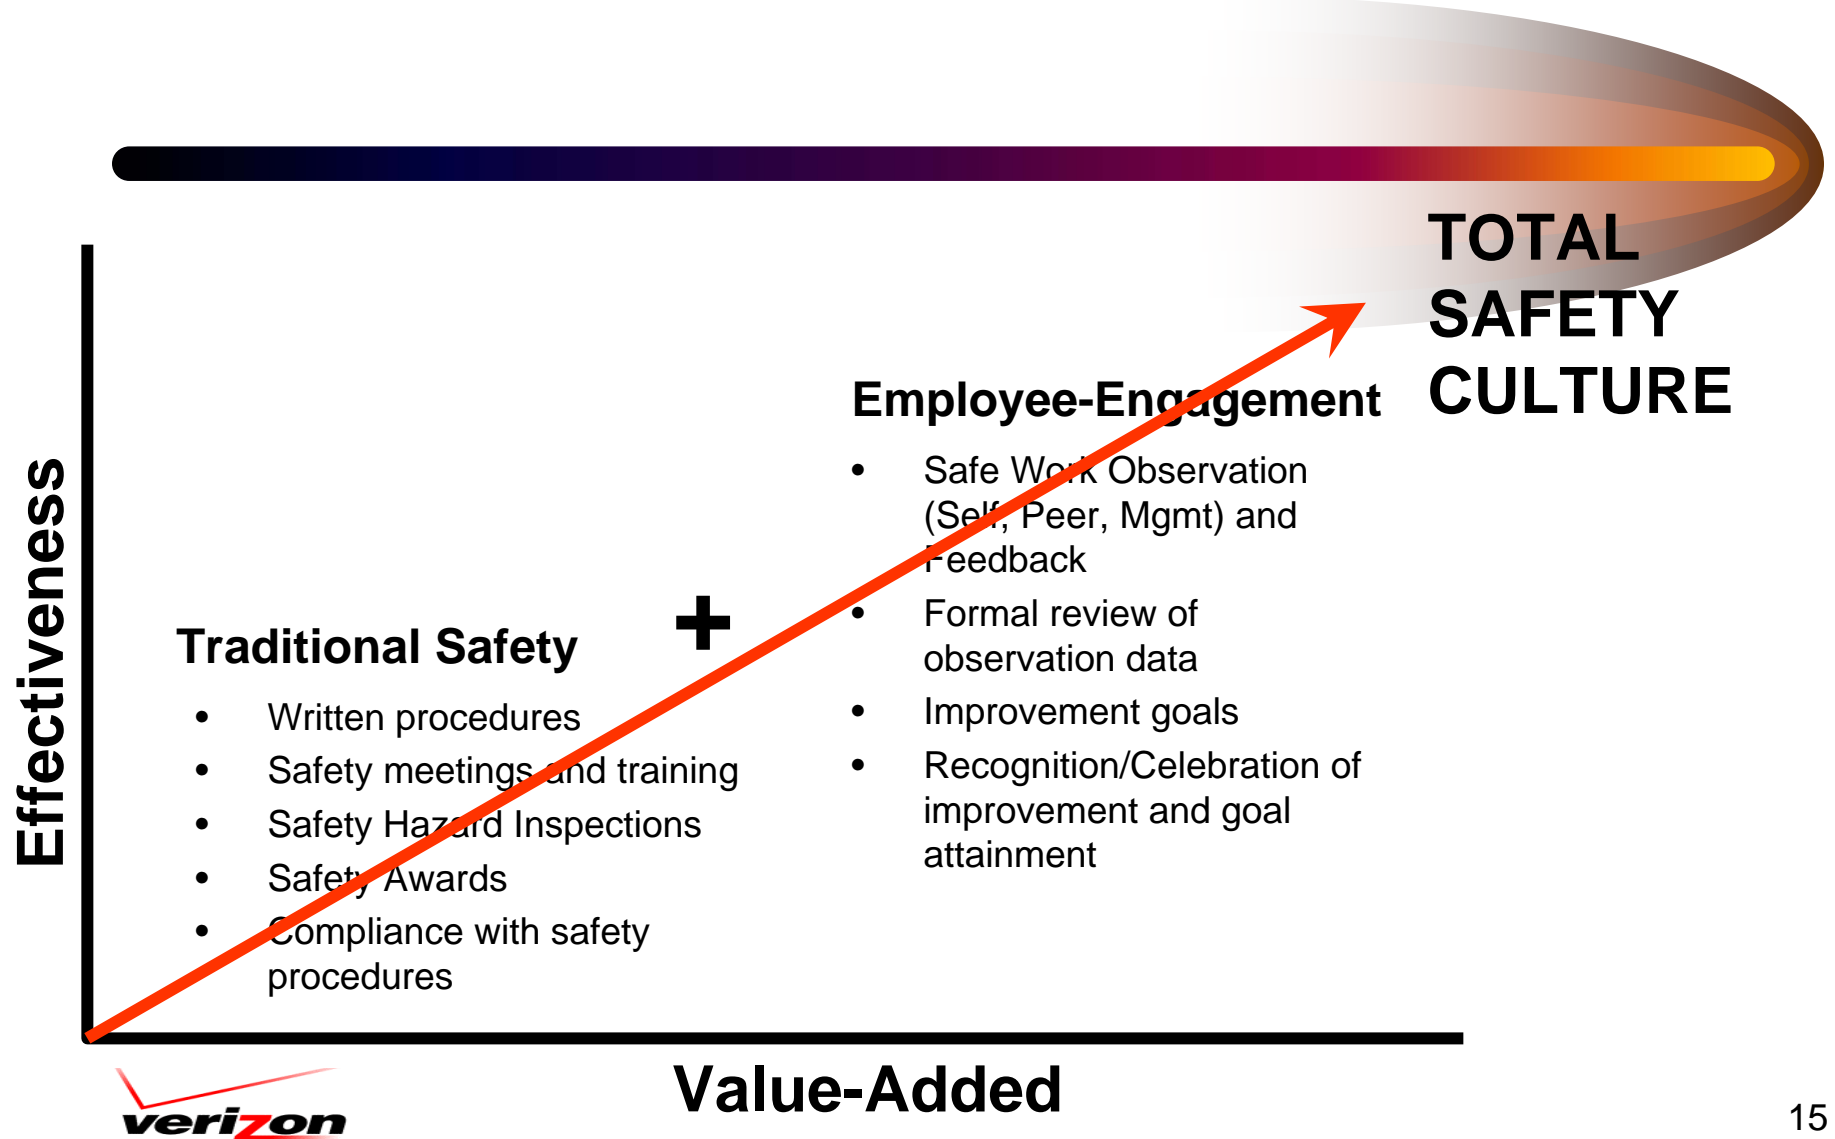 TOTAL
SAFETY
CULTURE
Employee-Engagement
• Safe Work Observation
(Self, Peer, Mgmt) and
Feedback
• Formal review of
observation data
• Improvement goals
• Recognition/Celebration of
improvement and goal
attainment
+
Traditional Safety
• Written procedures
• Safety meetings and training
• Safety Hazard Inspections
• Safety Awards
• Compliance with safety
procedures
Effectiveness
Value-Added
verizon
15